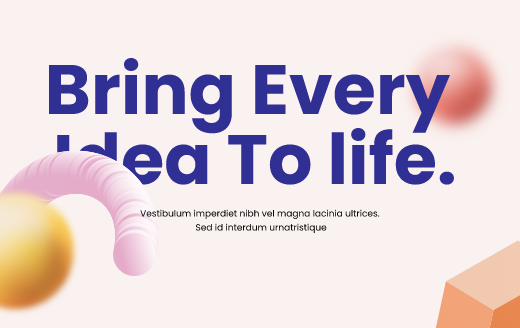 Bring Every
Idea To life.
Vestibulum imperdiet nibh vel magna lacinia ultrices.
Sed id interdum urnatristique